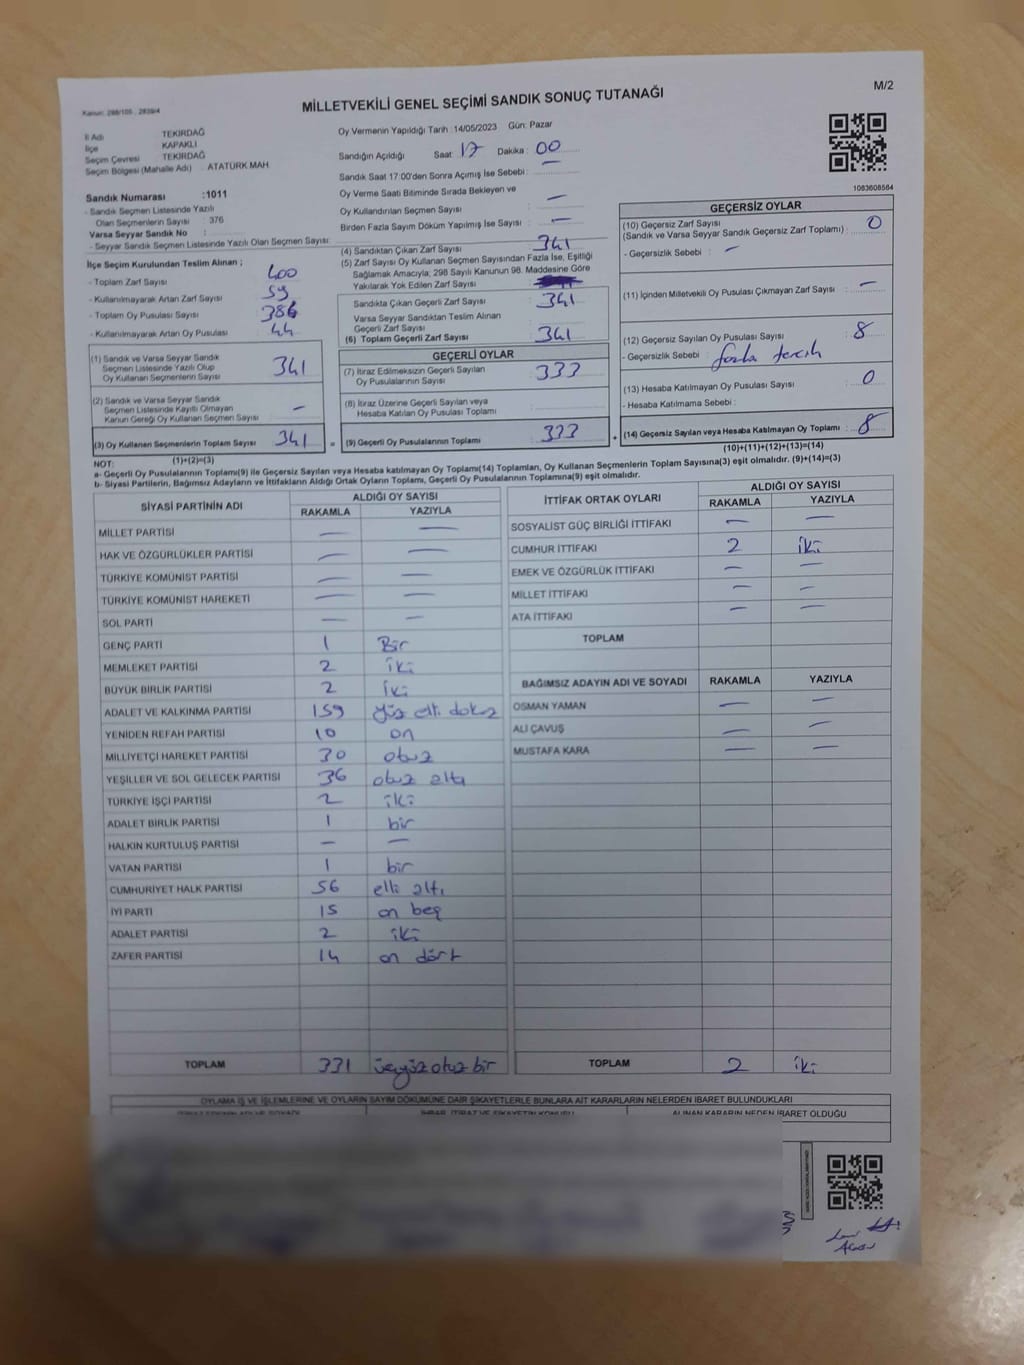 M/2
Kanun: 298/105 , 2839/4
MİLLETVEKİLİ GENEL SEÇİMİ SANDIK SONUÇ TUTANAĞI
İl Adı TEKİRDAĞ
İlçe KAPAKLI
Seçim Çevresi TEKİRDAĞ
Seçim Bölgesi (Mahalle Adı) : ATATÜRK MAH.
Sandık Numarası :1011
- Sandık Seçmen Listesinde Yazılı
Olan Seçmenlerin Sayısı : 376
Varsa Seyyar Sandık No :
- Seyyar Sandık Seçmen Listesinde Yazılı Olan Seçmen Sayısı:
İlçe Seçim Kurulundan Teslim Alınan ;
- Toplam Zarf Sayısı 400
- Kullanılmayarak Artan Zarf Sayısı 59
- Toplam Oy Pusulası Sayısı 386
- Kullanılmayarak Artan Oy Pusulası 44
(1) Sandık ve Varsa Seyyar Sandık
Seçmen Listesinde Yazılı Olup
Oy Kullanan Seçmenlerin Sayısı 341
(2) Sandık ve Varsa Seyyar Sandık
Seçmen Listesinde Kayıtlı Olmayan
Kanun Gereği Oy Kullanan Seçmen Sayısı –
(3) Oy Kullanan Seçmenlerin Toplam Sayısı 341 =
(1)+(2)=(3)
Oy Vermenin Yapıldığı Tarih :14/05/2023 Gün: Pazar
Sandığın Açıldığı Saat: 17 Dakika : 00
Sandık Saat 17:00'den Sonra Açılmış İse Sebebi : –
Oy Verme Saati Bitiminde Sırada Bekleyen ve
Oy Kullandırılan Seçmen Sayısı : –
Birden Fazla Sayım Döküm Yapılmış İse Sayısı : –
(4) Sandıktan Çıkan Zarf Sayısı 341
(5) Zarf Sayısı Oy Kullanan Seçmen Sayısından Fazla İse, Eşitliği
Sağlamak Amacıyla; 298 Sayılı Kanunun 98. Maddesine Göre
Yakılarak Yok Edilen Zarf Sayısı
Sandıkta Çıkan Geçerli Zarf Sayısı 341
Varsa Seyyar Sandıktan Teslim Alınan
Geçerli Zarf Sayısı
(6) Toplam Geçerli Zarf Sayısı 341
GEÇERLİ OYLAR
(7) İtiraz Edilmeksizin Geçerli Sayılan
Oy Pusulalarının Sayısı 333
(8) İtiraz Üzerine Geçerli Sayılan veya
Hesaba Katılan Oy Pusulası Toplamı
(9) Geçerli Oy Pusulalarının Toplamı 333 +
1083608584
GEÇERSİZ OYLAR
(10) Geçersiz Zarf Sayısı
(Sandık ve Varsa Seyyar Sandık Geçersiz Zarf Toplamı) : 0
- Geçersizlik Sebebi : –
(11) İçinden Milletvekili Oy Pusulası Çıkmayan Zarf Sayısı : –
(12) Geçersiz Sayılan Oy Pusulası Sayısı : 8
- Geçersizlik Sebebi : fazla tercih
(13) Hesaba Katılmayan Oy Pusulası Sayısı : 0
- Hesaba Katılmama Sebebi :
(14) Geçersiz Sayılan veya Hesaba Katılmayan Oy Toplamı : 8
(10)+(11)+(12)+(13)=(14)
NOT:
a- Geçerli Oy Pusulalarının Toplamı(9) ile Geçersiz Sayılan veya Hesaba katılmayan Oy Toplamı(14) Toplamları, Oy Kullanan Seçmenlerin Toplam Sayısına(3) eşit olmalıdır. (9)+(14)=(3)
b- Siyasi Partilerin, Bağımsız Adayların ve İttifakların Aldığı Ortak Oyların Toplamı, Geçerli Oy Pusulalarının Toplamına(9) eşit olmalıdır.
SİYASİ PARTİNİN ADI ALDIĞI OY SAYISI
RAKAMLA YAZIYLA
MİLLET PARTİSİ – –
HAK VE ÖZGÜRLÜKLER PARTİSİ – –
TÜRKİYE KOMÜNİST PARTİSİ – –
TÜRKİYE KOMÜNİST HAREKETİ – –
SOL PARTİ – –
GENÇ PARTİ 1 Bir
MEMLEKET PARTİSİ 2 iki
BÜYÜK BİRLİK PARTİSİ 2 iki
ADALET VE KALKINMA PARTİSİ 159 yüz elli dokuz
YENİDEN REFAH PARTİSİ 10 on
MİLLİYETÇİ HAREKET PARTİSİ 30 otuz
YEŞİLLER VE SOL GELECEK PARTİSİ 36 otuz altı
TÜRKİYE İŞÇİ PARTİSİ 2 iki
ADALET BİRLİK PARTİSİ 1 bir
HALKIN KURTULUŞ PARTİSİ – –
VATAN PARTİSİ 1 bir
CUMHURİYET HALK PARTİSİ 56 elli altı
İYİ PARTİ 15 on beş
ADALET PARTİSİ 2 iki
ZAFER PARTİSİ 14 on dört
TOPLAM 331 üçyüz otuz bir
İTTİFAK ORTAK OYLARI ALDIĞI OY SAYISI
RAKAMLA YAZIYLA
SOSYALİST GÜÇ BİRLİĞİ İTTİFAKI – –
CUMHUR İTTİFAKI 2 iki
EMEK VE ÖZGÜRLÜK İTTİFAKI – –
MİLLET İTTİFAKI – –
ATA İTTİFAKI – –
TOPLAM
BAĞIMSIZ ADAYIN ADI VE SOYADI RAKAMLA YAZIYLA
OSMAN YAMAN – –
ALİ ÇAVUŞ – –
MUSTAFA KARA – –
TOPLAM 2 iki
OYLAMA İŞ VE İŞLEMLERİNE VE OYLARIN SAYIM DÖKÜMÜNE DAİR ŞİKAYETLERLE BUNLARA AİT KARARLARIN NELERDEN İBARET BULUNDUKLARI
ALINAN KARARIN NEDEN İBARET OLDUĞU